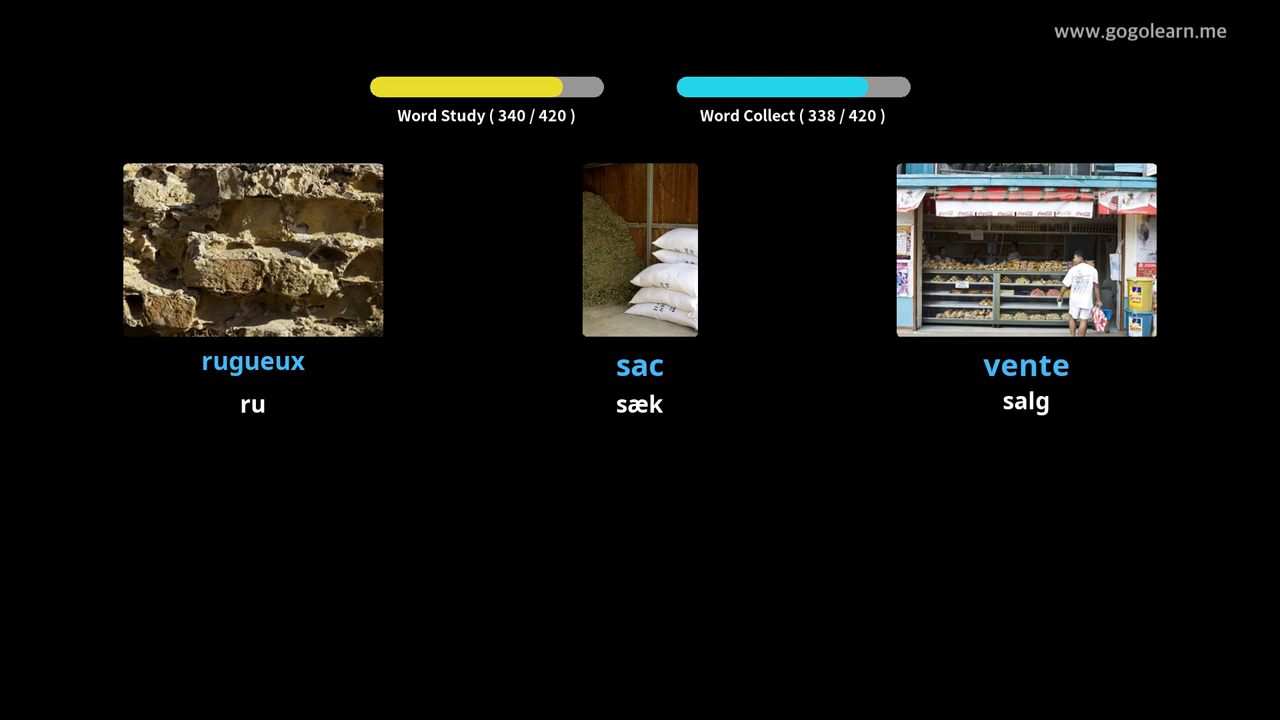 www.gogolearn.me
Word Study ( 340 / 420 )
Word Collect ( 338 / 420 )
rugueux
ru
sac
sæk
vente
salg